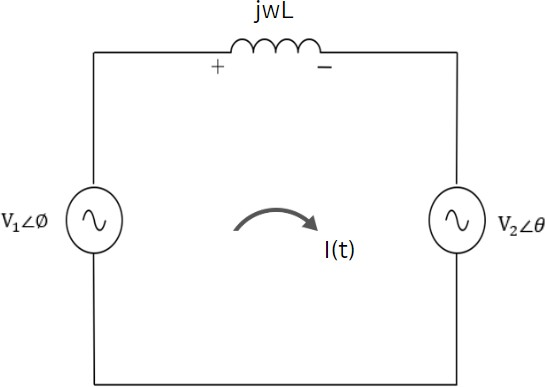 jwL
+ −
V₁∠Ø
V₂∠θ
I(t)